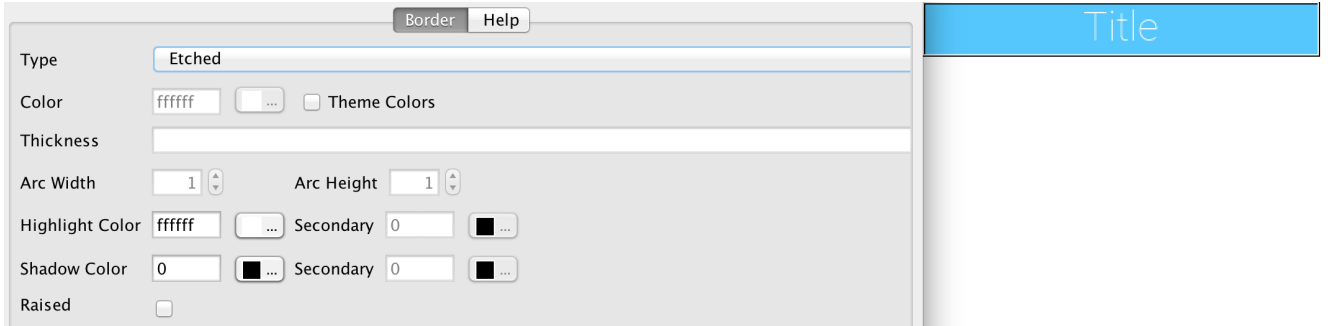 Border Help
Title
Type Etched
Color ffffff ... Theme Colors
Thickness
Arc Width 1 Arc Height 1
Highlight Color ffffff ... Secondary 0 ...
Shadow Color 0 ... Secondary 0 ...
Raised